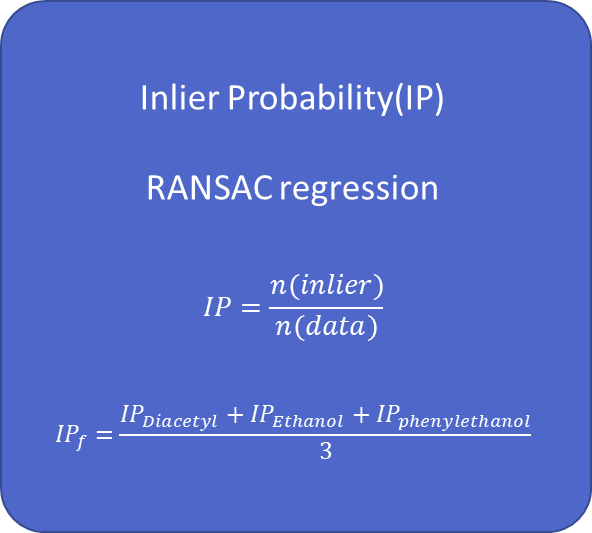 Inlier Probability(IP)
RANSAC regression
IP = n(inlier) / n(data)
IP_f = (IP_Diacetyl + IP_Ethanol + IP_phenylethanol) / 3